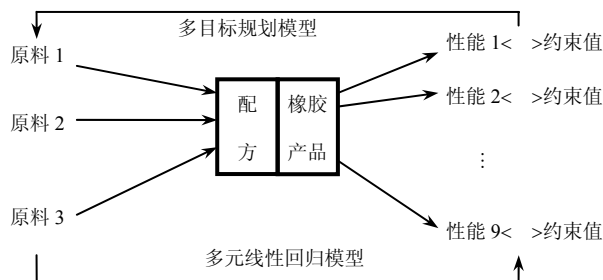 多目标规划模型
原料 1
原料 2
原料 3
配方
橡胶产品
性能 1<　>约束值
性能 2<　>约束值
⋮
性能 9<　>约束值
多元线性回归模型